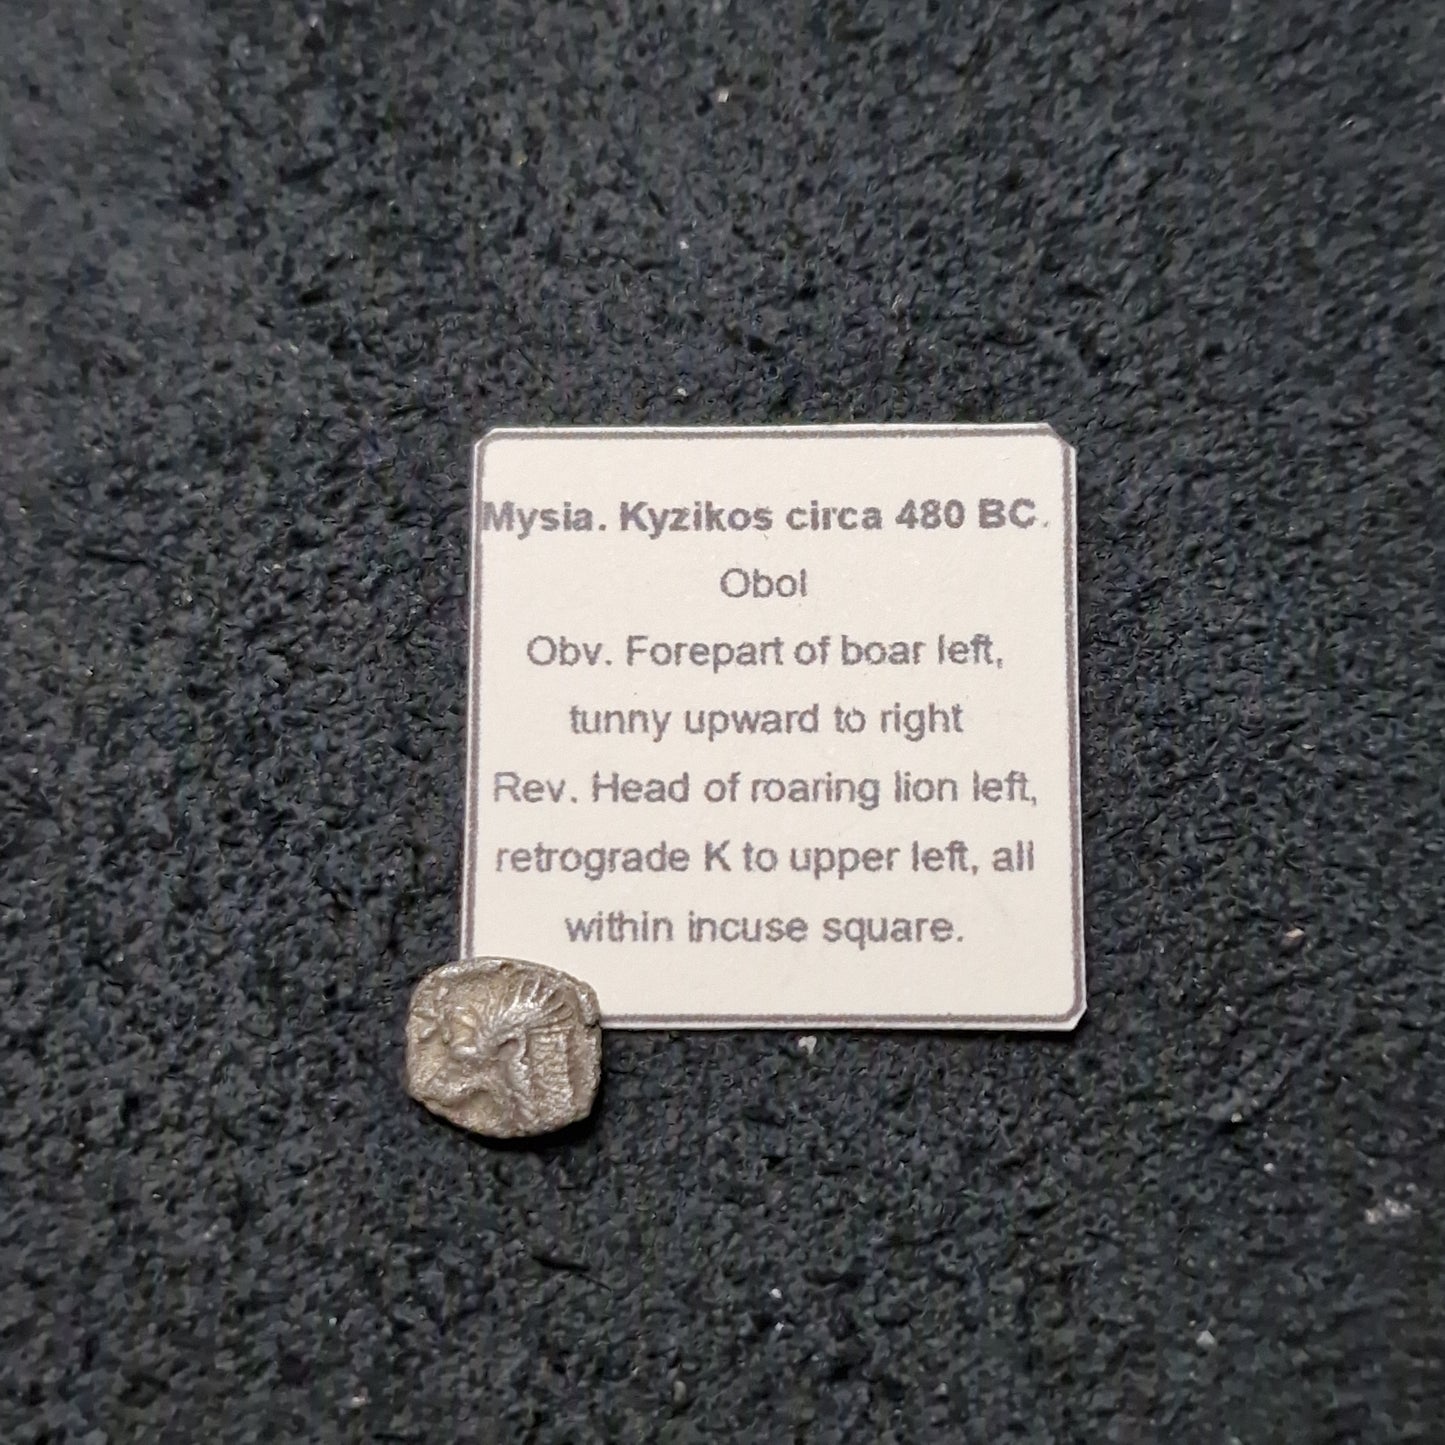 Mysia. Kyzikos circa 480 BC.
Obol
Obv. Forepart of boar left,
tunny upward to right
Rev. Head of roaring lion left,
retrograde K to upper left, all
within incuse square.